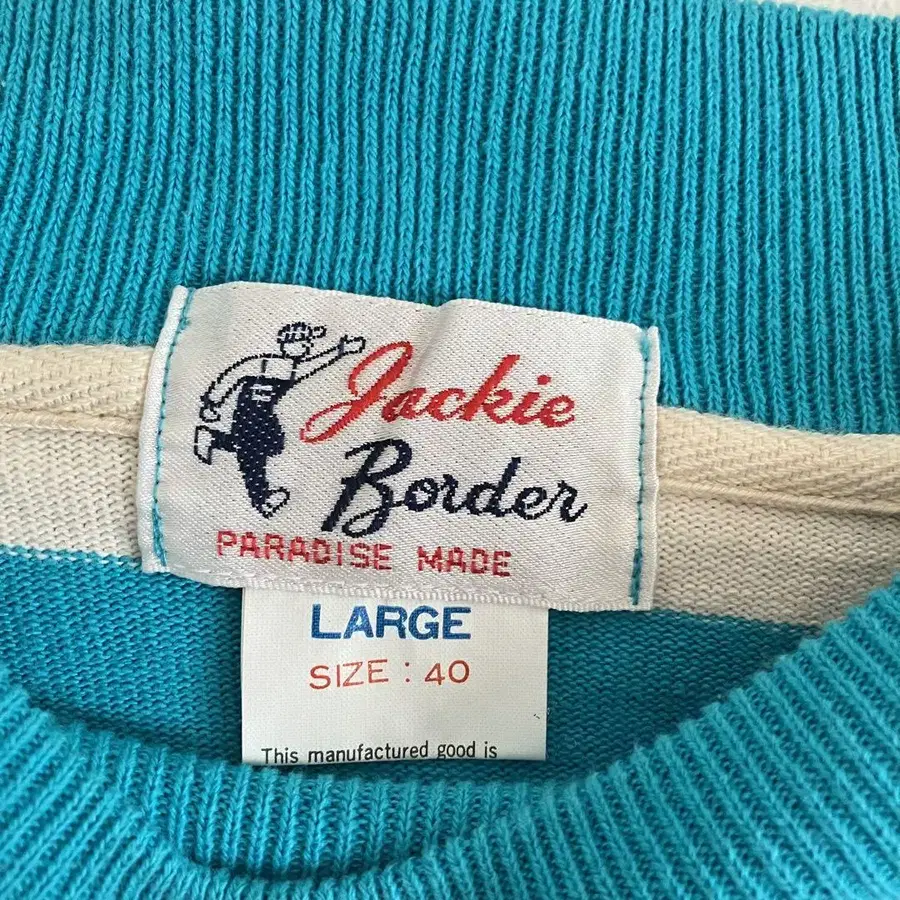 Jackie
Border
PARADISE MADE
LARGE
SIZE : 40
This manufactured good is